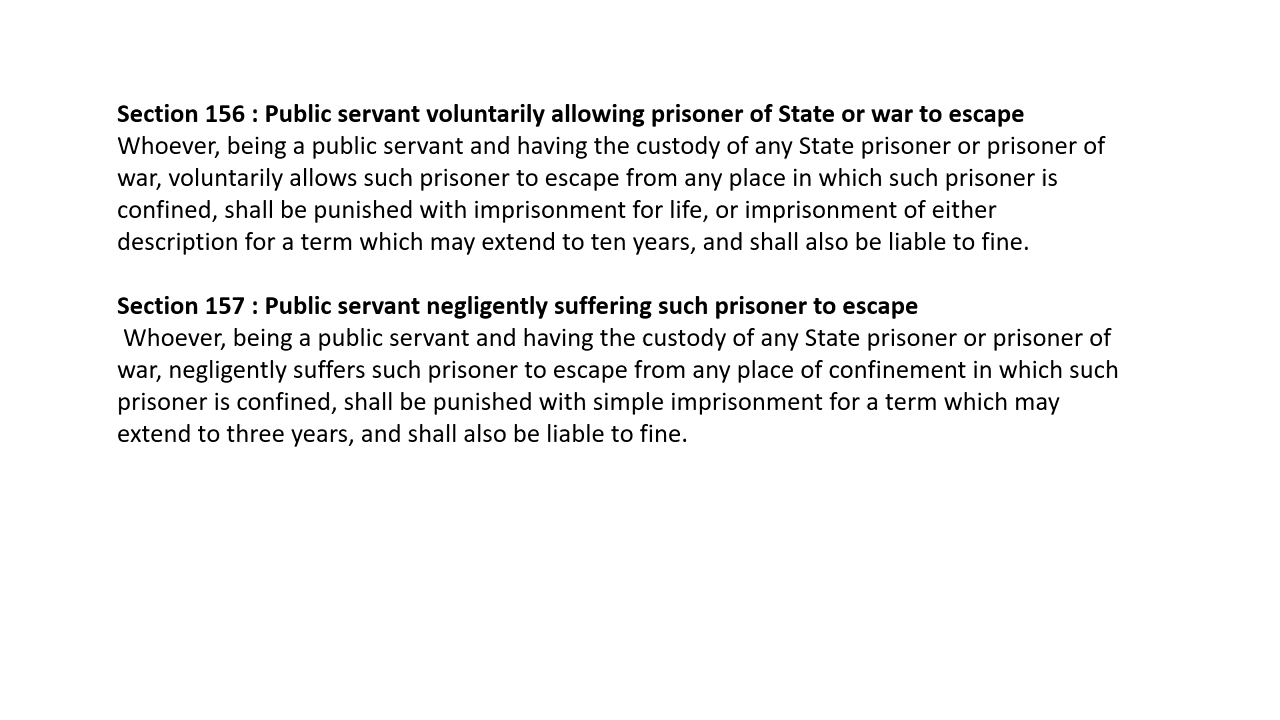 Section 156 : Public servant voluntarily allowing prisoner of State or war to escape
Whoever, being a public servant and having the custody of any State prisoner or prisoner of
war, voluntarily allows such prisoner to escape from any place in which such prisoner is
confined, shall be punished with imprisonment for life, or imprisonment of either
description for a term which may extend to ten years, and shall also be liable to fine.
Section 157 : Public servant negligently suffering such prisoner to escape
Whoever, being a public servant and having the custody of any State prisoner or prisoner of
war, negligently suffers such prisoner to escape from any place of confinement in which such
prisoner is confined, shall be punished with simple imprisonment for a term which may
extend to three years, and shall also be liable to fine.